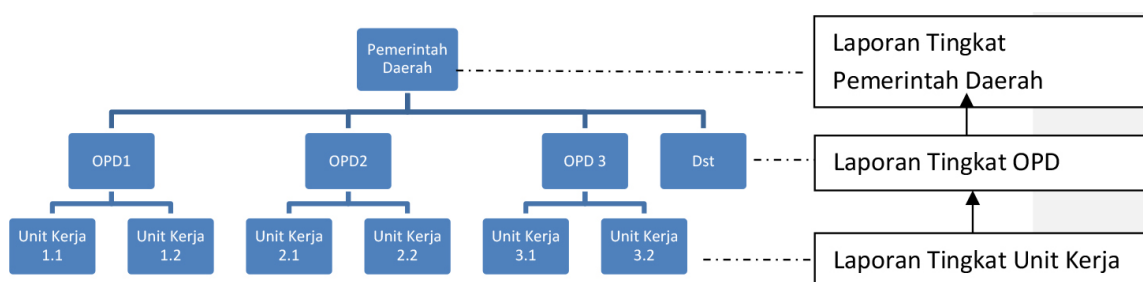 Pemerintah
Daerah
Laporan Tingkat
Pemerintah Daerah
OPD1
OPD2
OPD 3
Dst
Laporan Tingkat OPD
Unit Kerja
1.1
Unit Kerja
1.2
Unit Kerja
2.1
Unit Kerja
2.2
Unit Kerja
3.1
Unit Kerja
3.2
Laporan Tingkat Unit Kerja